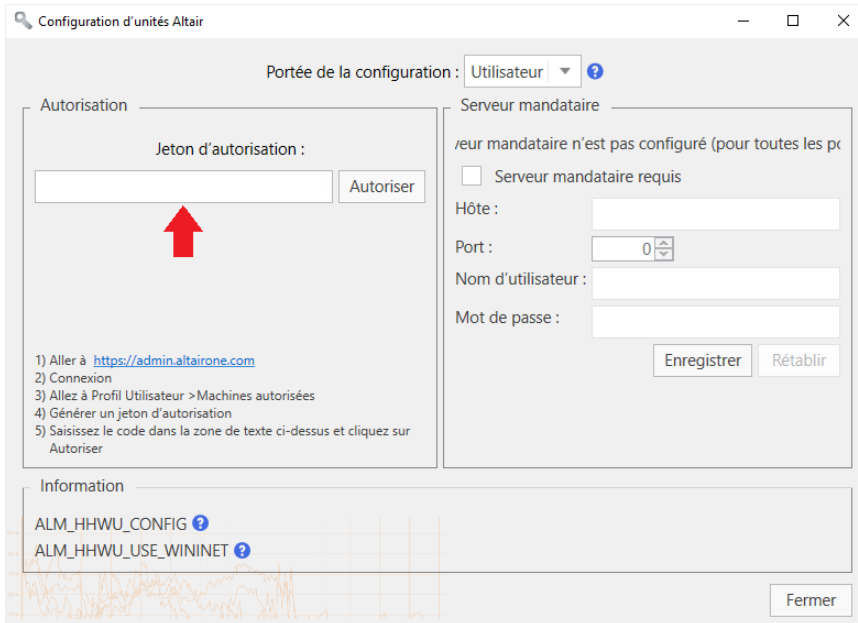 Configuration d'unités Altair
Portée de la configuration : Utilisateur
Autorisation
Jeton d'autorisation :
Autoriser
1) Aller à https://admin.altairone.com
2) Connexion
3) Allez à Profil Utilisateur >Machines autorisées
4) Générer un jeton d'autorisation
5) Saisissez le code dans la zone de texte ci-dessus et cliquez sur
Autoriser
Serveur mandataire
mandataire n'est pas configuré (pour toutes les
Serveur mandataire requis
Hôte :
Port : 0
Nom d'utilisateur :
Mot de passe :
Enregistrer Rétablir
Information
ALM_HHWU_CONFIG ?
ALM_HHWU_USE_WININET ?
Fermer